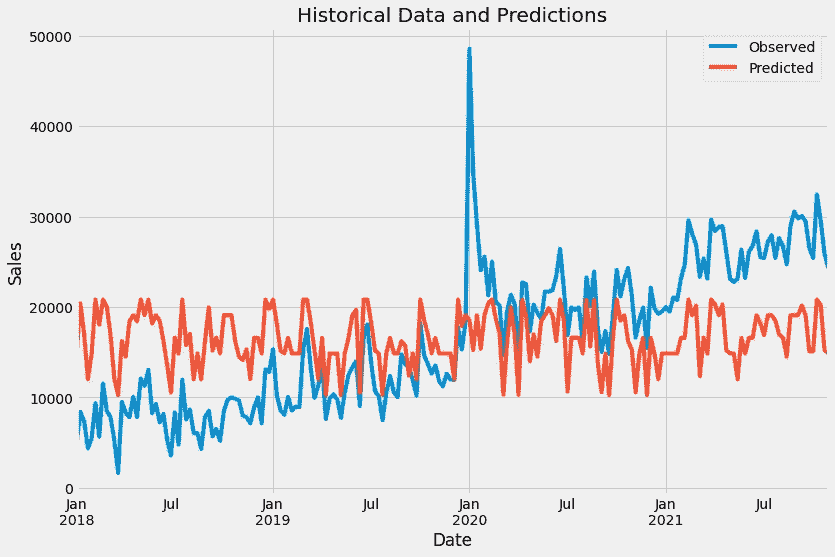 Historical Data and Predictions
Observed
Predicted
50000
40000
30000
20000
10000
0
Sales
Jan
2018
Jul
Jan
2019
Jul
Jan
2020
Jul
Jan
2021
Jul
Date